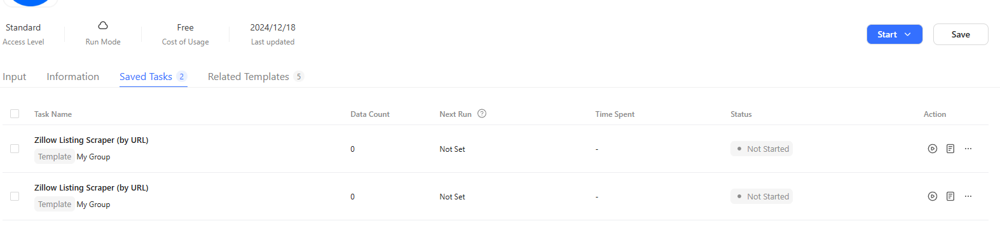 Standard
Access Level
Run Mode
Free
Cost of Usage
2024/12/18
Last updated
Start
Save
Input
Information
Saved Tasks 2
Related Templates 5
Task Name Data Count Next Run ? Time Spent Status Action
Zillow Listing Scraper (by URL)
Template My Group
0 Not Set - Not Started
Zillow Listing Scraper (by URL)
Template My Group
0 Not Set - Not Started